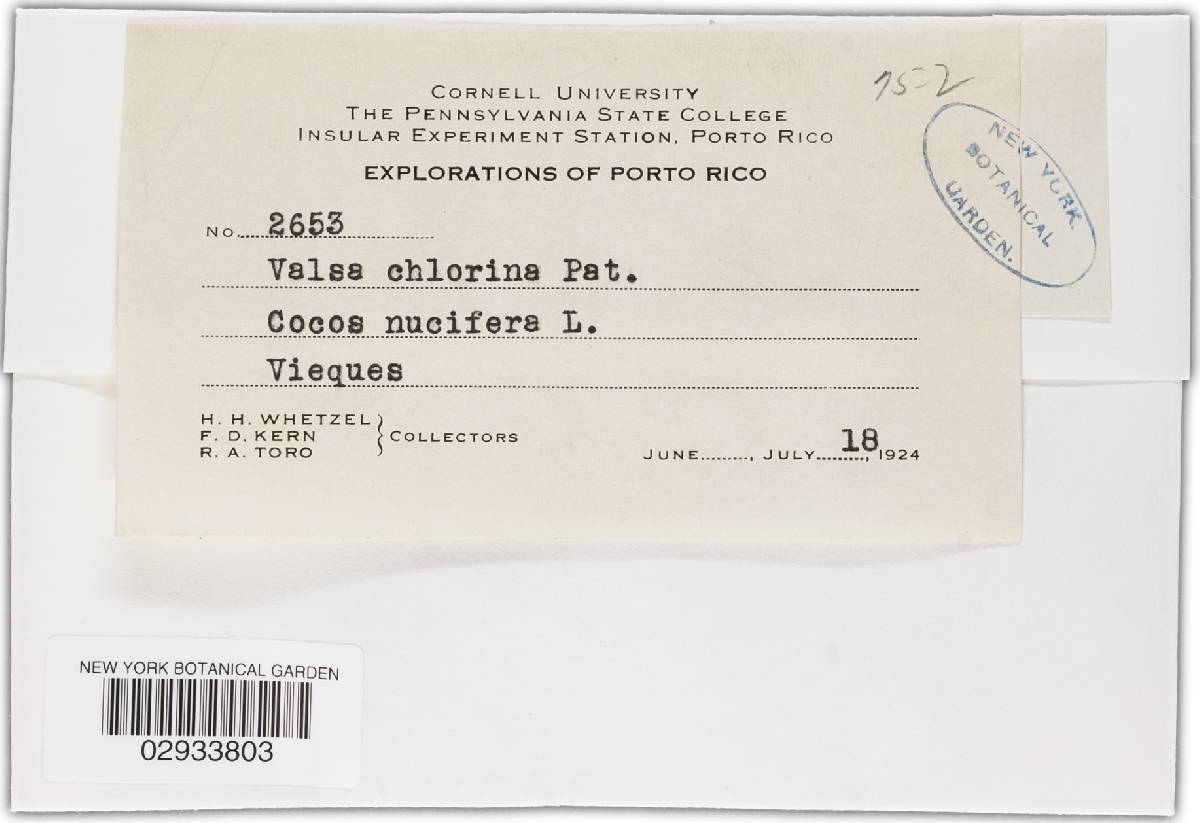 CORNELL UNIVERSITY
THE PENNSYLVANIA STATE COLLEGE
INSULAR EXPERIMENT STATION, PORTO RICO
EXPLORATIONS OF PORTO RICO
75-2
NEW YORK
BOTANICAL
GARDEN.
No. 2653
Valsa chlorina Pat.
Cocos nucifera L.
Vieques
H. H. WHETZEL
F. D. KERN
R. A. TORO
} COLLECTORS
JUNE........, JULY 18, 1924
NEW YORK BOTANICAL GARDEN
02933803